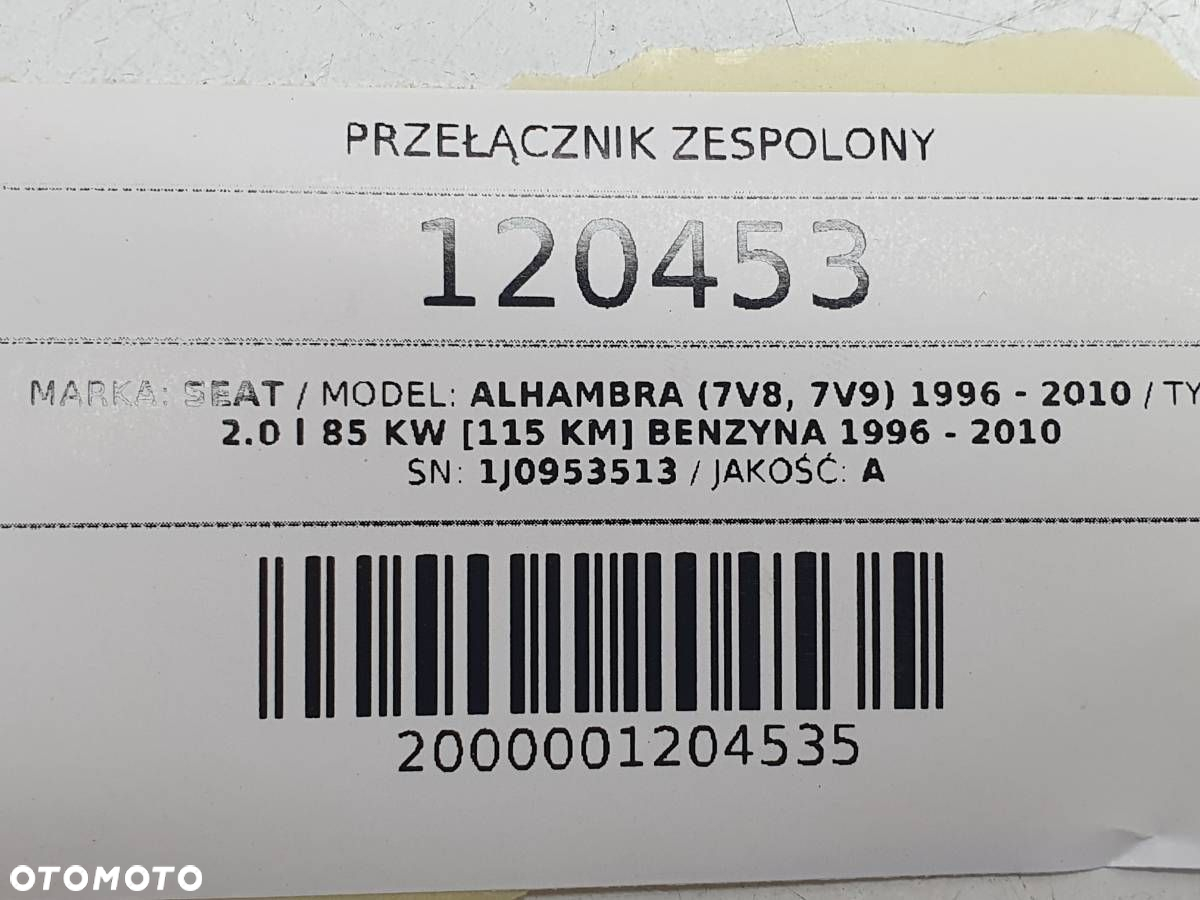 PRZEŁĄCZNIK ZESPOLONY
120453
MARKA: SEAT / MODEL: ALHAMBRA (7V8, 7V9) 1996 - 2010 / TY
2.0 l 85 KW [115 KM] BENZYNA 1996 - 2010
SN: 1J0953513 / JAKOŚĆ: A
2000001204535
OTOMOTO